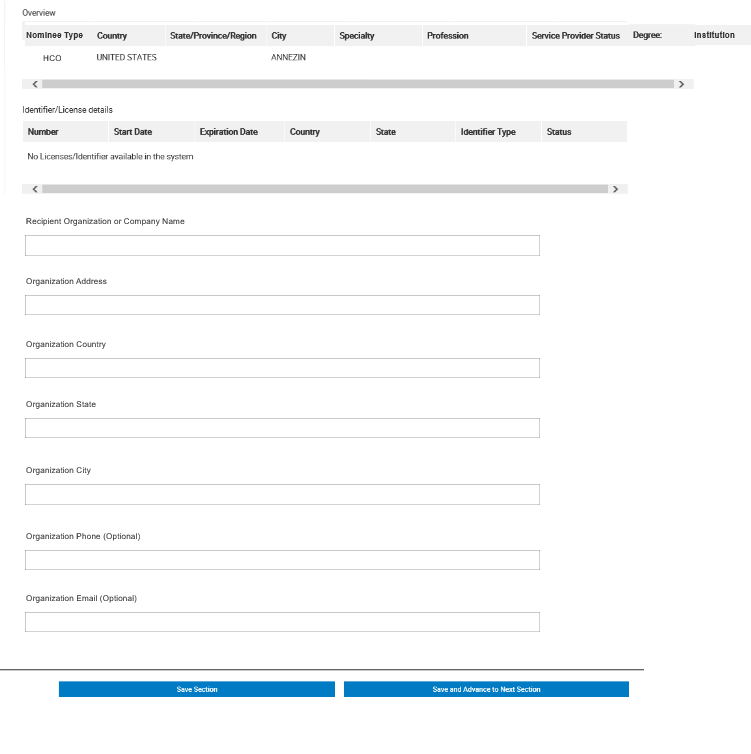 Overview
Nominee Type Country State/Province/Region City Specialty Profession Service Provider Status Degree: Institution
HCO UNITED STATES ANNEZIN
Identifier/License details
Number Start Date Expiration Date Country State Identifier Type Status
No Licenses/Identifier available in the system
Recipient Organization or Company Name
Organization Address
Organization Country
Organization State
Organization City
Organization Phone (Optional)
Organization Email (Optional)
Save Section Save and Advance to Next Section